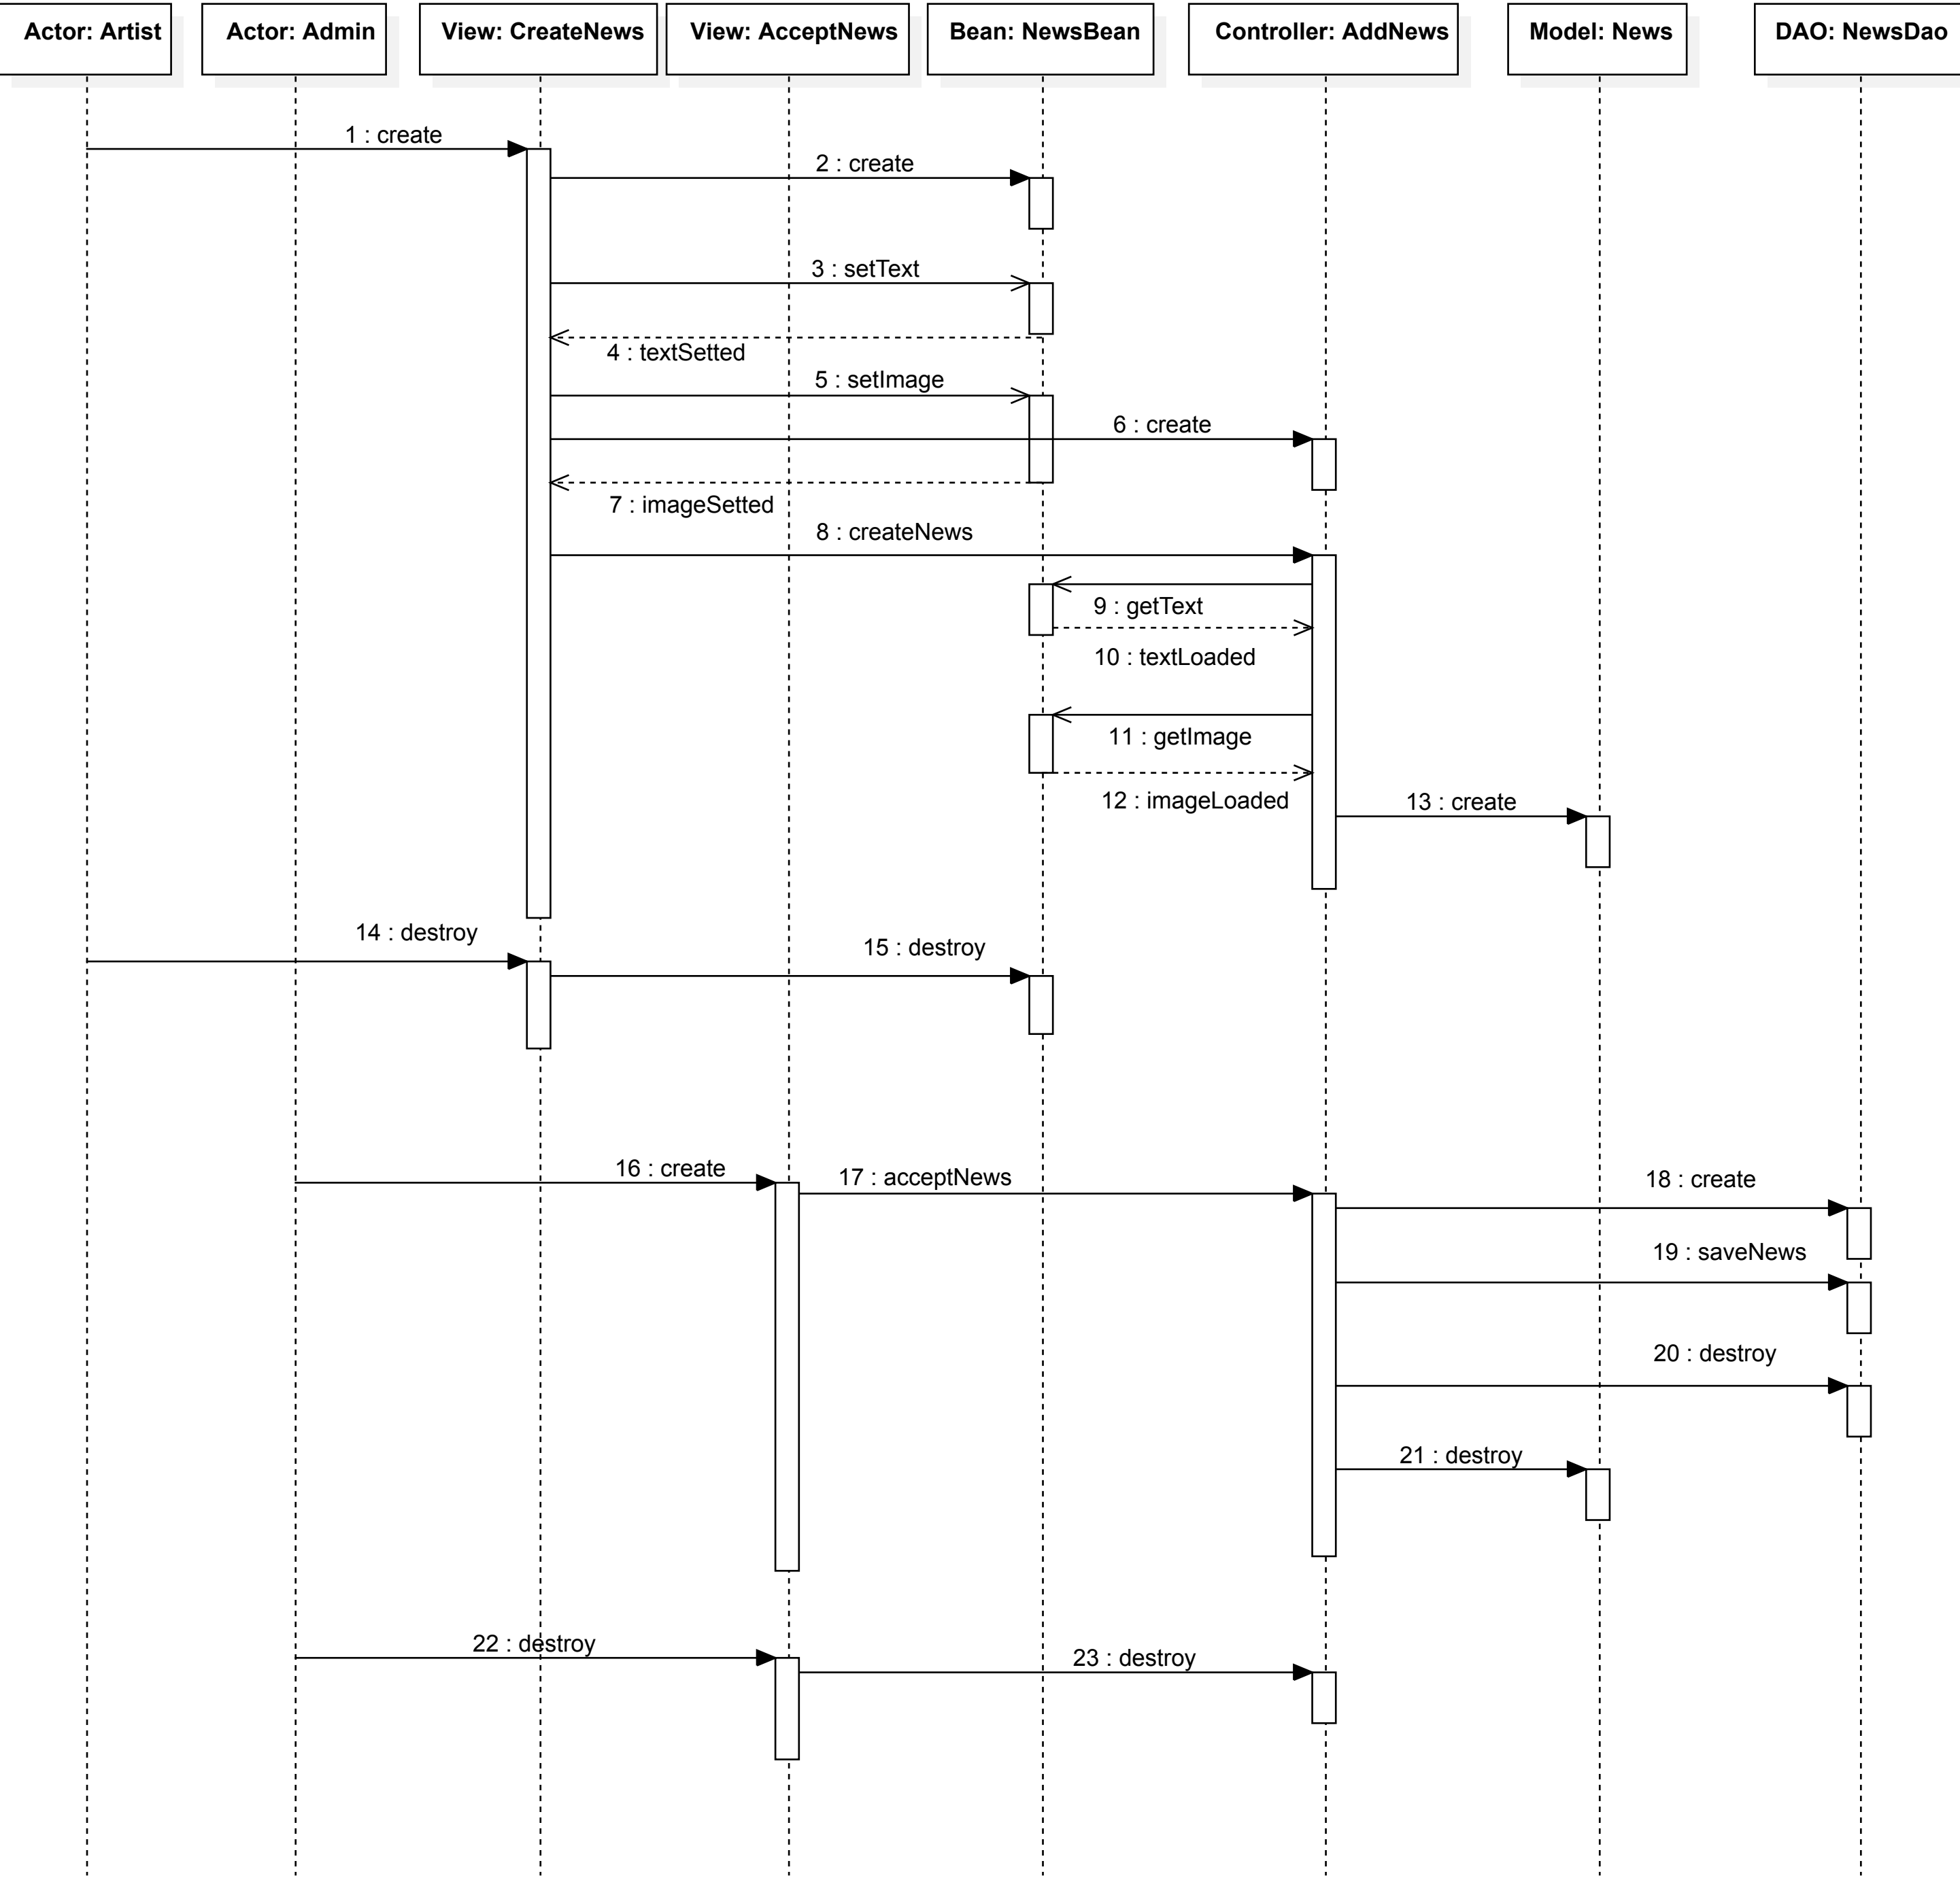 Actor: Artist
Actor: Admin
View: CreateNews
View: AcceptNews
Bean: NewsBean
Controller: AddNews
Model: News
DAO: NewsDao
1 : create
2 : create
3 : setText
4 : textSetted
5 : setImage
6 : create
7 : imageSetted
8 : createNews
9 : getText
10 : textLoaded
11 : getImage
12 : imageLoaded
13 : create
14 : destroy
15 : destroy
16 : create
17 : acceptNews
18 : create
19 : saveNews
20 : destroy
21 : destroy
22 : destroy
23 : destroy